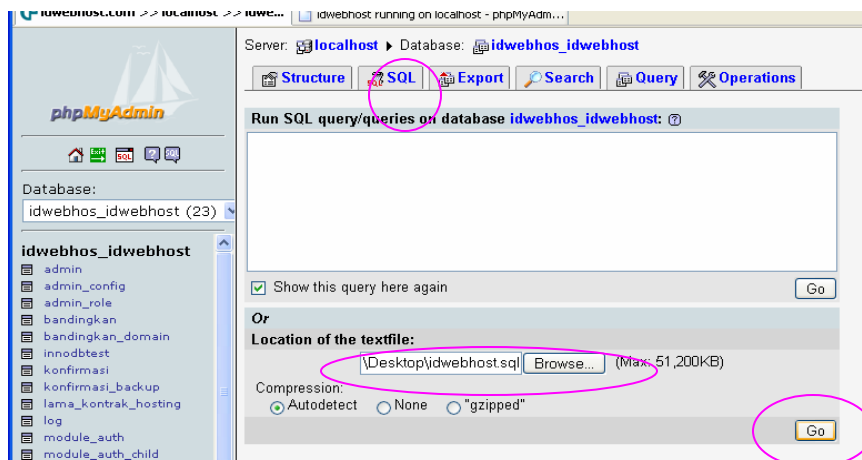 idwebhost.com >> localhost >> idwe...
idwebhost running on localhost - phpMyAdm...
phpMyAdmin
Database:
idwebhos_idwebhost (23)
idwebhos_idwebhost
admin
admin_config
admin_role
bandingkan
bandingkan_domain
innodbtest
konfirmasi
konfirmasi_backup
lama_kontrak_hosting
log
module_auth
module_auth_child
Server: localhost Database: idwebhos_idwebhost
Structure SQL Export Search Query Operations
Run SQL query/queries on database idwebhos_idwebhost:
Show this query here again Go
Or
Location of the textfile:
\Desktop\idwebhost.sql Browse... (Max: 51,200KB)
Compression:
Autodetect None "gzipped"
Go